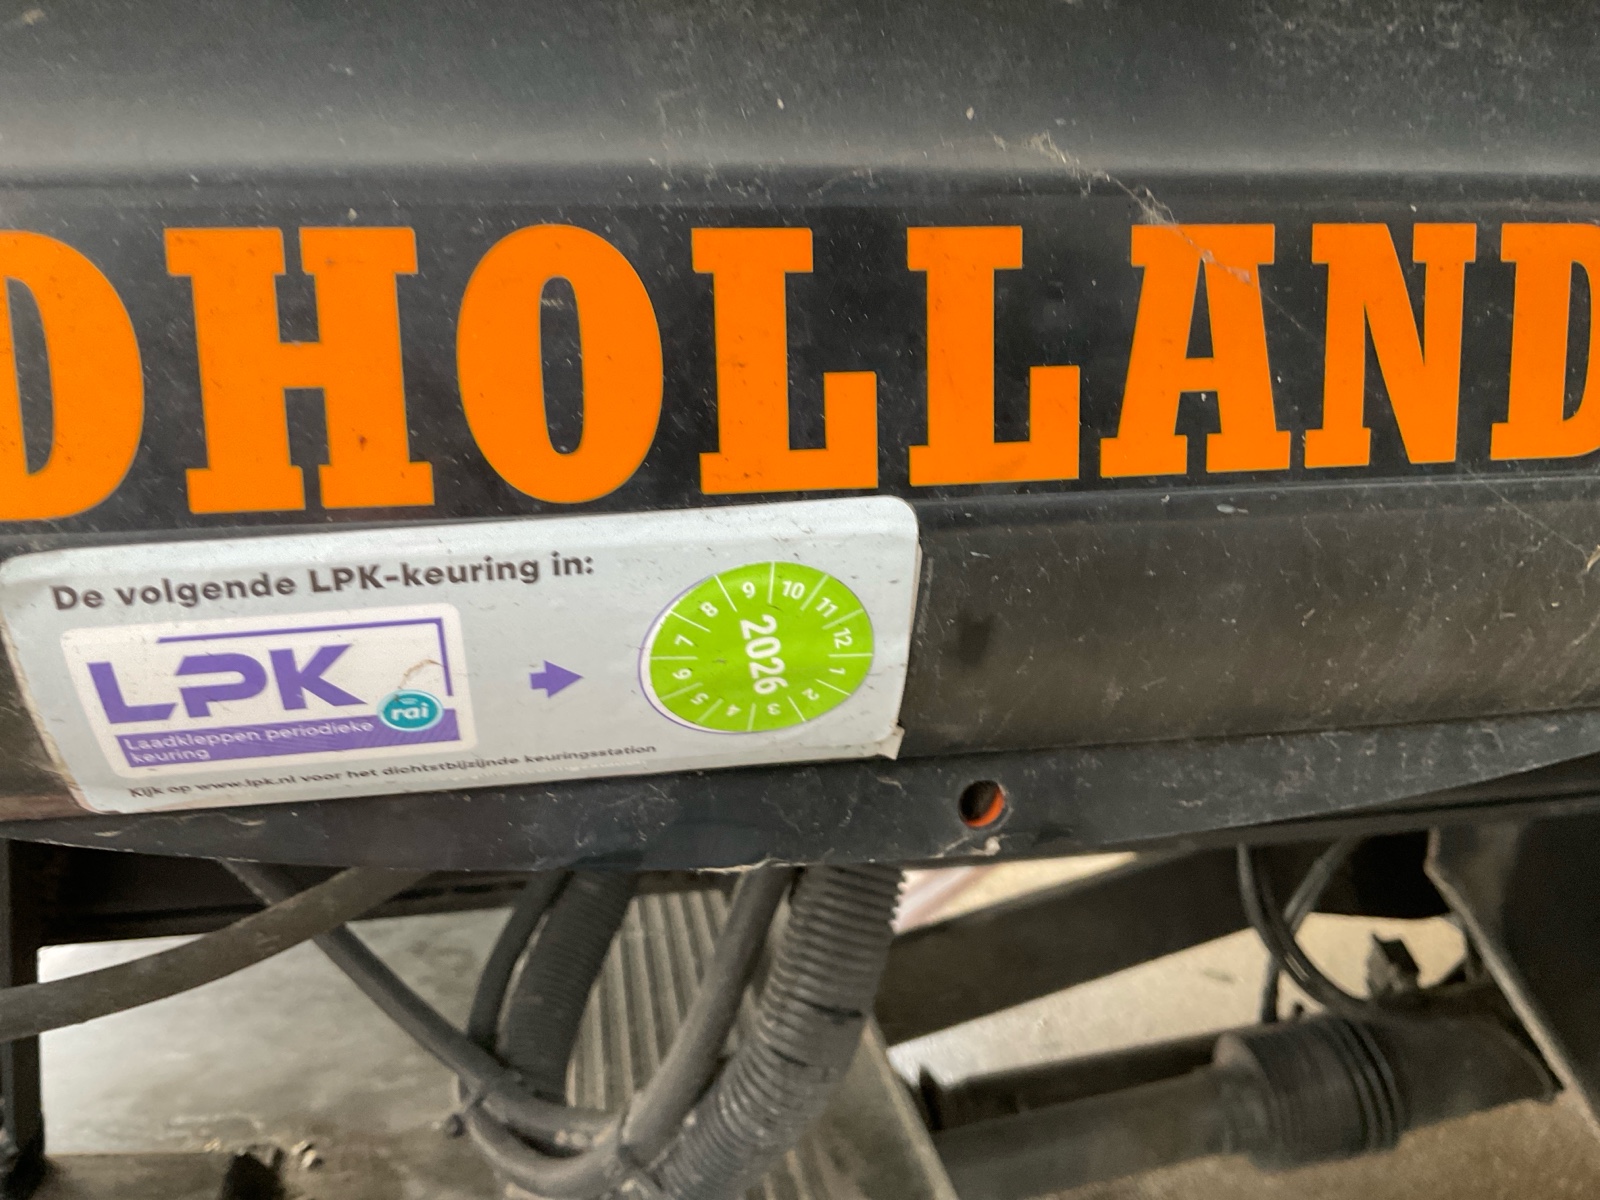 DHOLLAND
De volgende LPK-keuring in:
LPK
rai
Laadkleppen periodieke
keuring
Kijk op www.lpk.nl voor het dichtstbijzijnde keuringsstation
2026
1 2 3 4 5 6 7 8 9 10 11 12